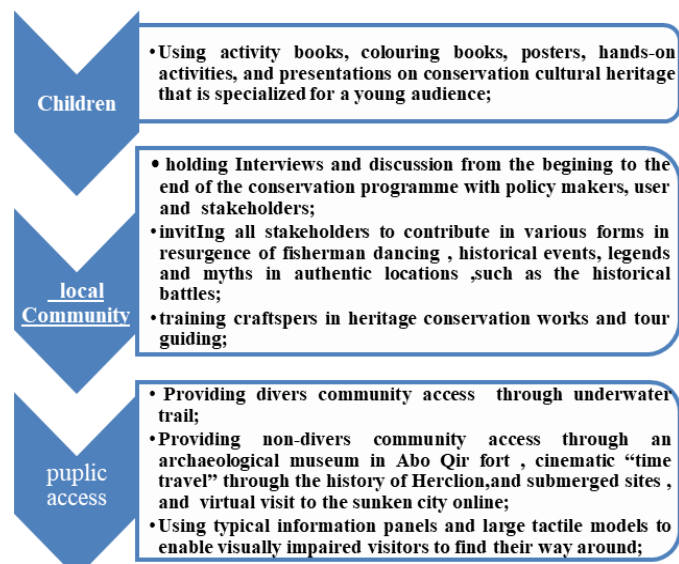 Children
•Using activity books, colouring books, posters, hands-on
activities, and presentations on conservation cultural heritage
that is specialized for a young audience;
local
Community
• holding Interviews and discussion from the begining to the
end of the conservation programme with policy makers, user
and stakeholders;
•invitIng all stakeholders to contribute in various forms in
resurgence of fisherman dancing , historical events, legends
and myths in authentic locations ,such as the historical
battles;
•training craftspers in heritage conservation works and tour
guiding;
puplic
access
• Providing divers community access through underwater
trail;
•Providing non-divers community access through an
archaeological museum in Abo Qir fort , cinematic “time
travel” through the history of Herclion,and submerged sites ,
and virtual visit to the sunken city online;
•Using typical information panels and large tactile models to
enable visually impaired visitors to find their way around;